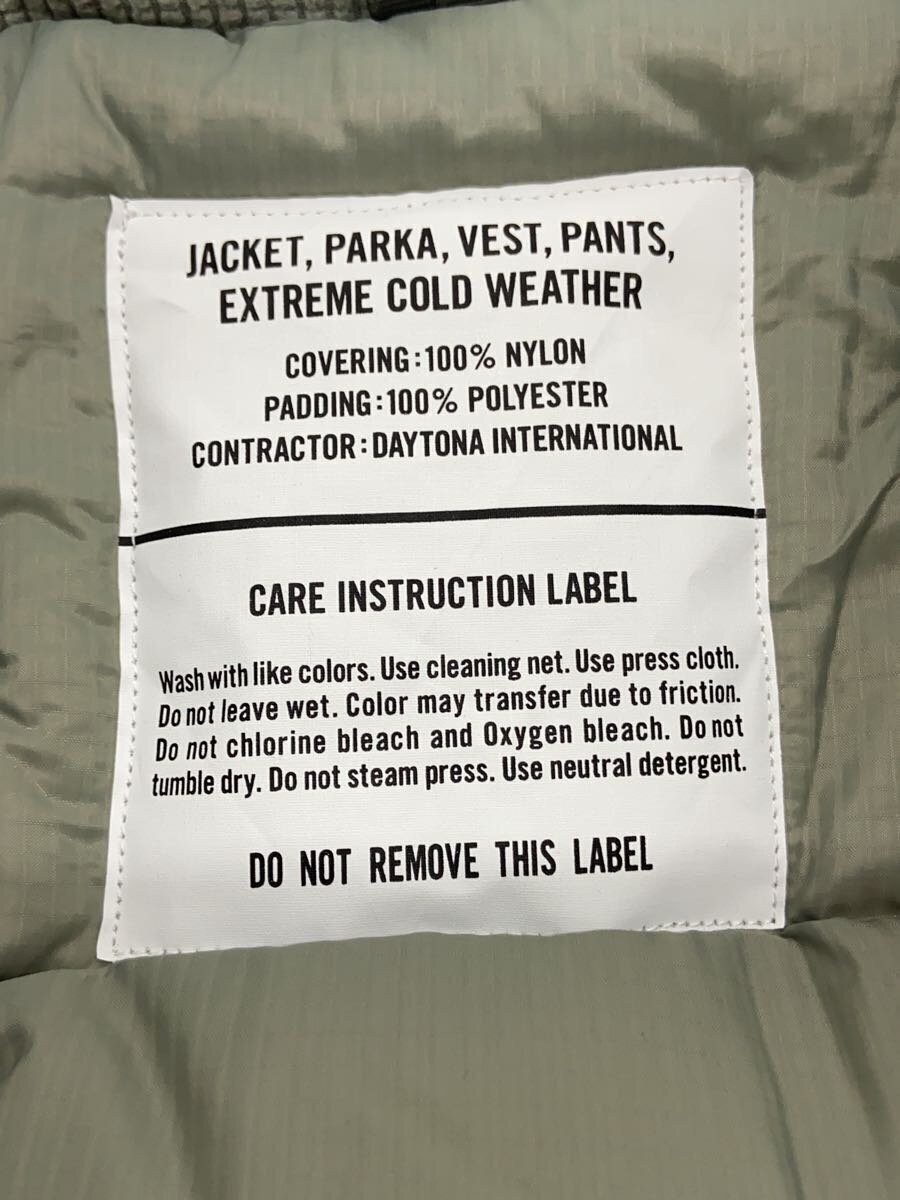 JACKET, PARKA, VEST, PANTS,
EXTREME COLD WEATHER
COVERING:100% NYLON
PADDING:100% POLYESTER
CONTRACTOR:DAYTONA INTERNATIONAL
CARE INSTRUCTION LABEL
Wash with like colors. Use cleaning net. Use press cloth.
Do not leave wet. Color may transfer due to friction.
Do not chlorine bleach and Oxygen bleach. Do not
tumble dry. Do not steam press. Use neutral detergent.
DO NOT REMOVE THIS LABEL